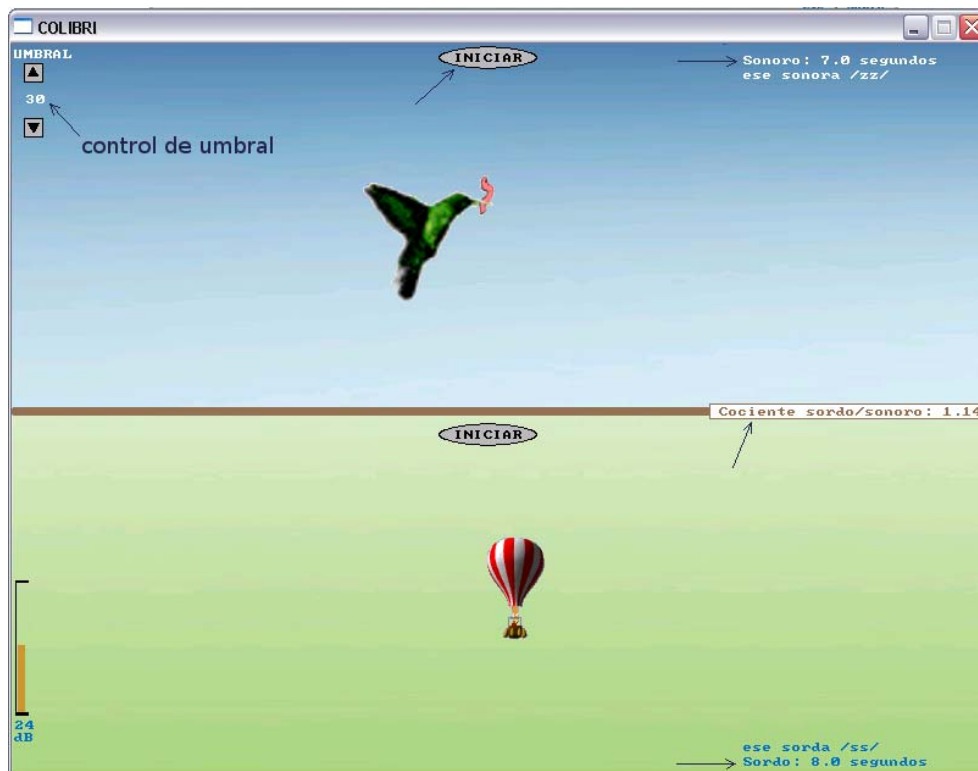 COLIBRI
UMBRAL
INICIAR
Sonoro: 7.0 segundos
ese sonora /zz/
30
control de umbral
Cociente sordo/sonoro: 1.14
INICIAR
24
dB
ese sorda /ss/
Sordo: 8.0 segundos